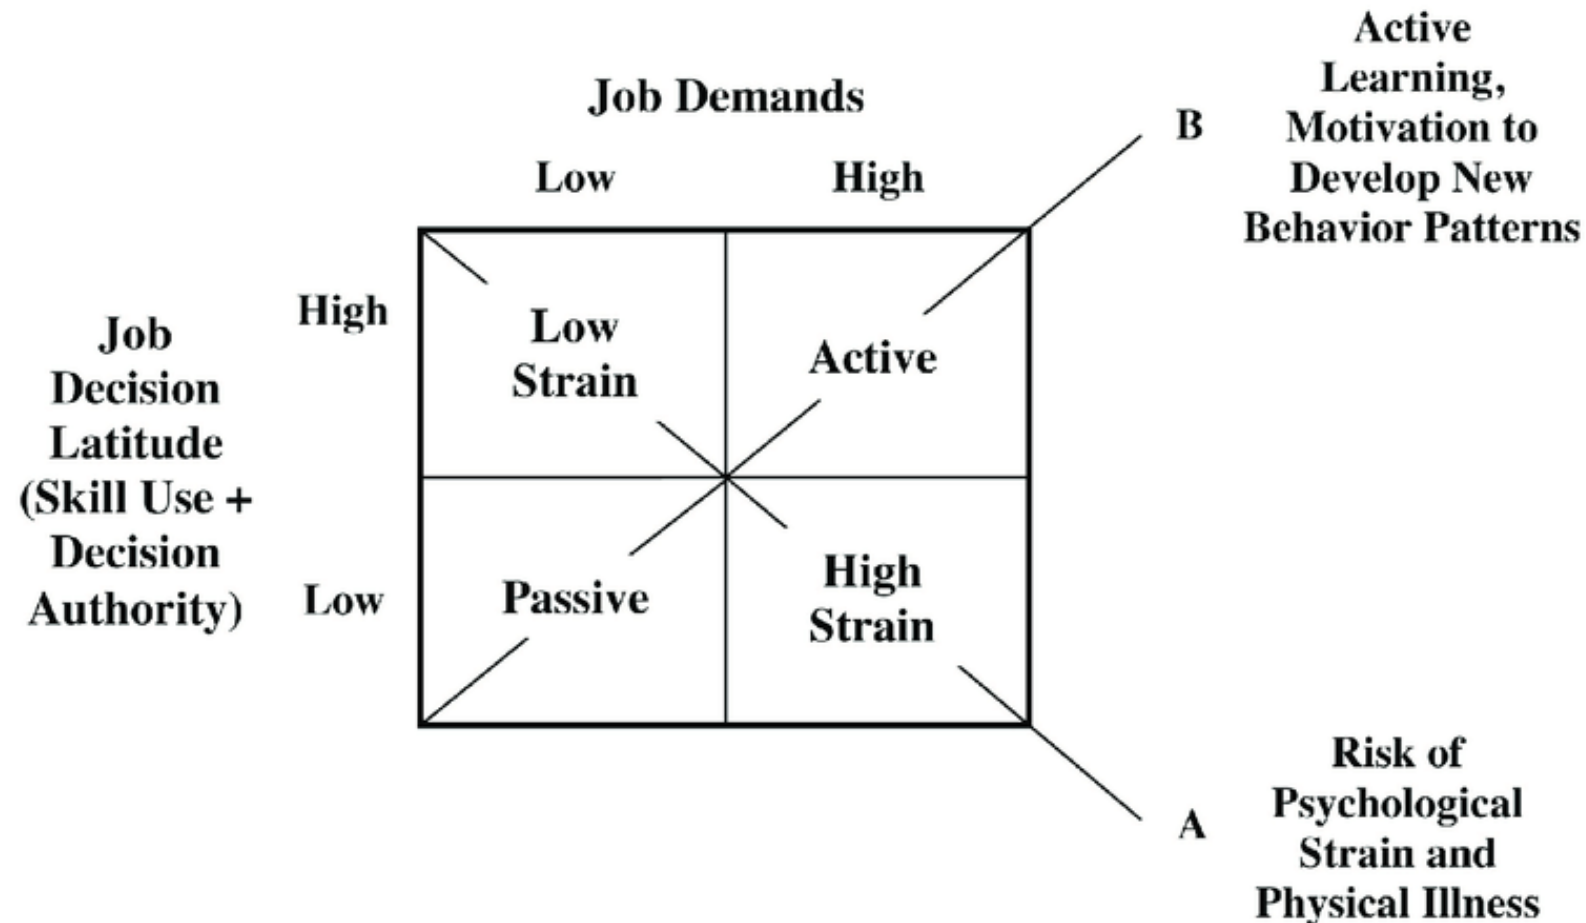 Job Demands
Low
High
B
Active
Learning,
Motivation to
Develop New
Behavior Patterns
Job
Decision
Latitude
(Skill Use +
Decision
Authority)
High
Low
Low
Strain
Active
Passive
High
Strain
A
Risk of
Psychological
Strain and
Physical Illness